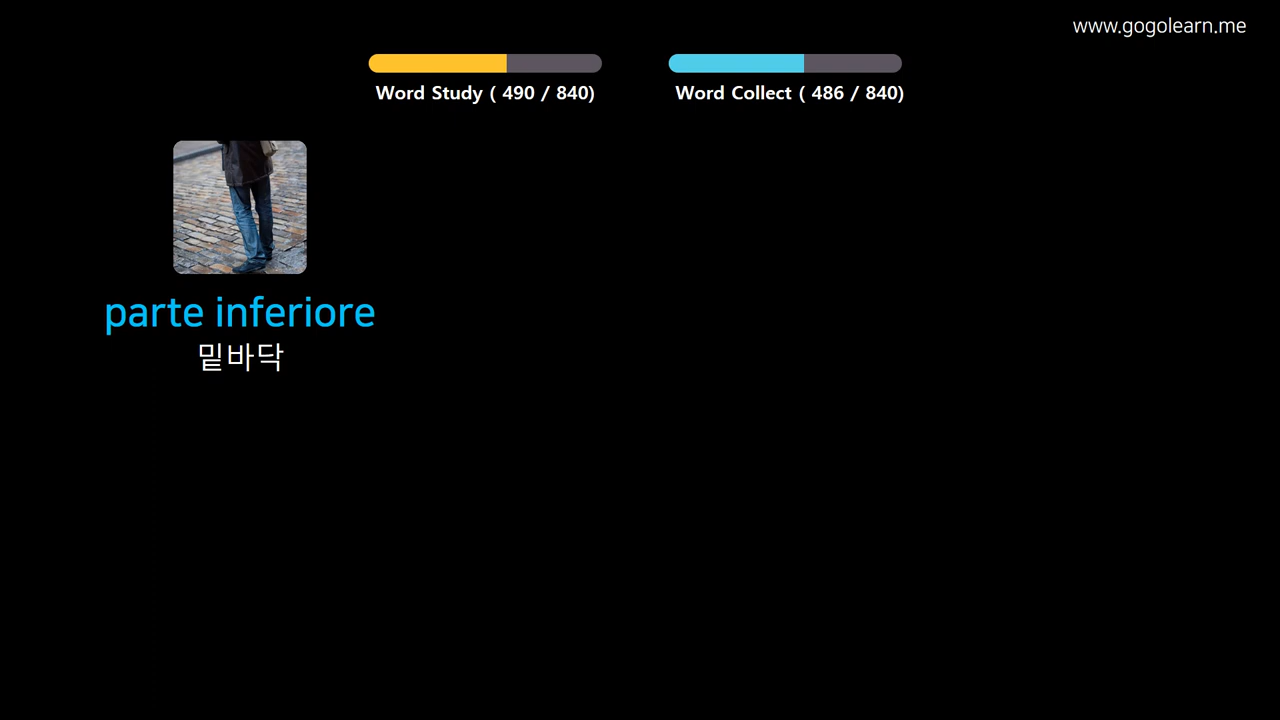 www.gogolearn.me
Word Study ( 490 / 840)
Word Collect ( 486 / 840)
parte inferiore
밑바닥